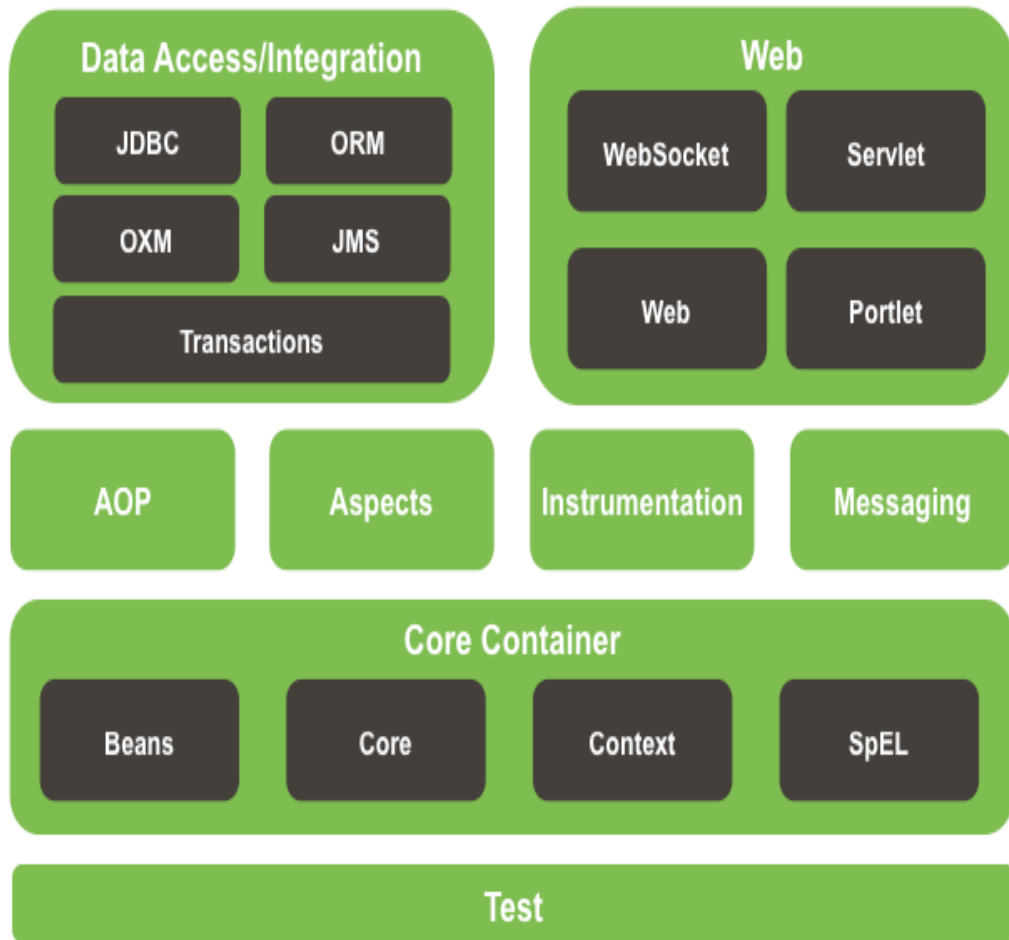 Data Access/Integration
JDBC
ORM
OXM
JMS
Transactions
Web
WebSocket
Servlet
Web
Portlet
AOP
Aspects
Instrumentation
Messaging
Core Container
Beans
Core
Context
SpEL
Test